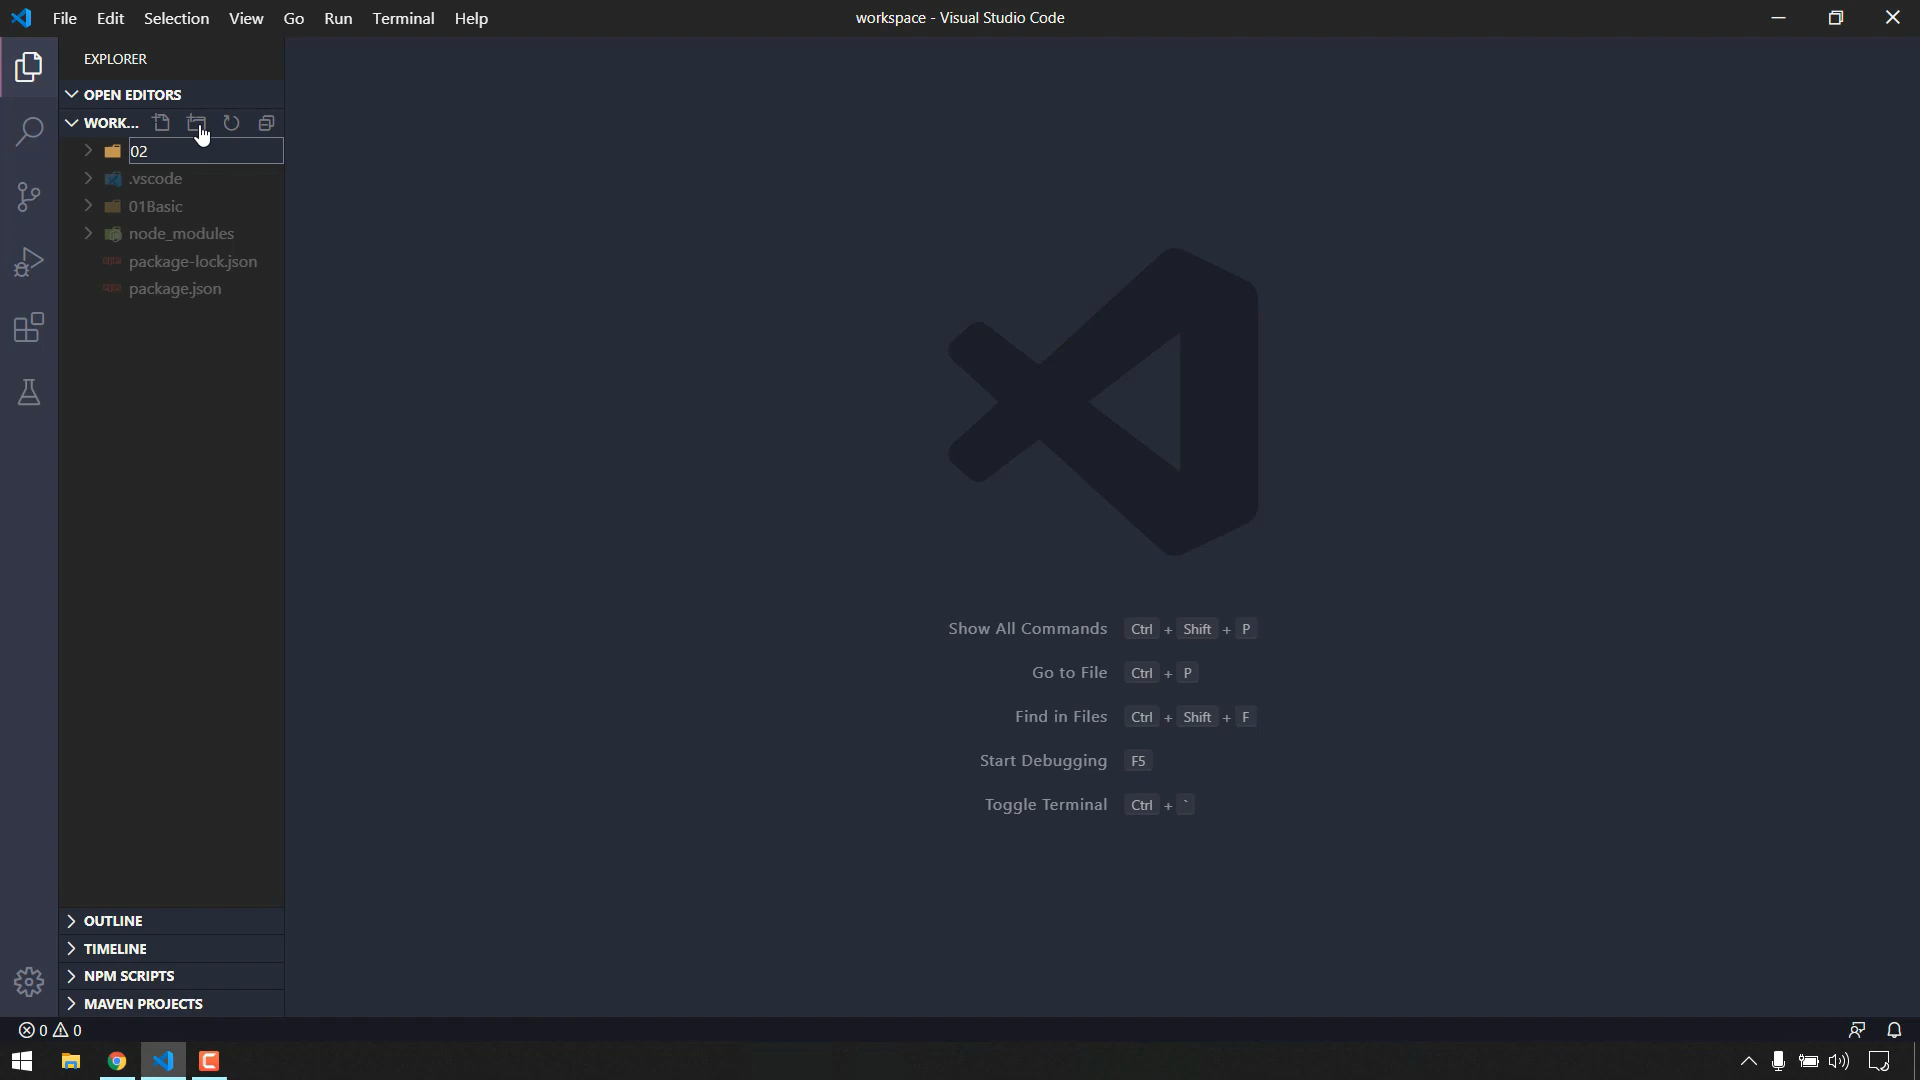 File Edit Selection View Go Run Terminal Help
workspace - Visual Studio Code
EXPLORER
OPEN EDITORS
WORK...
02
.vscode
01Basic
node_modules
package-lock.json
package.json
Show All Commands Ctrl + Shift + P
Go to File Ctrl + P
Find in Files Ctrl + Shift + F
Start Debugging F5
Toggle Terminal Ctrl + `
OUTLINE
TIMELINE
NPM SCRIPTS
MAVEN PROJECTS
0 0